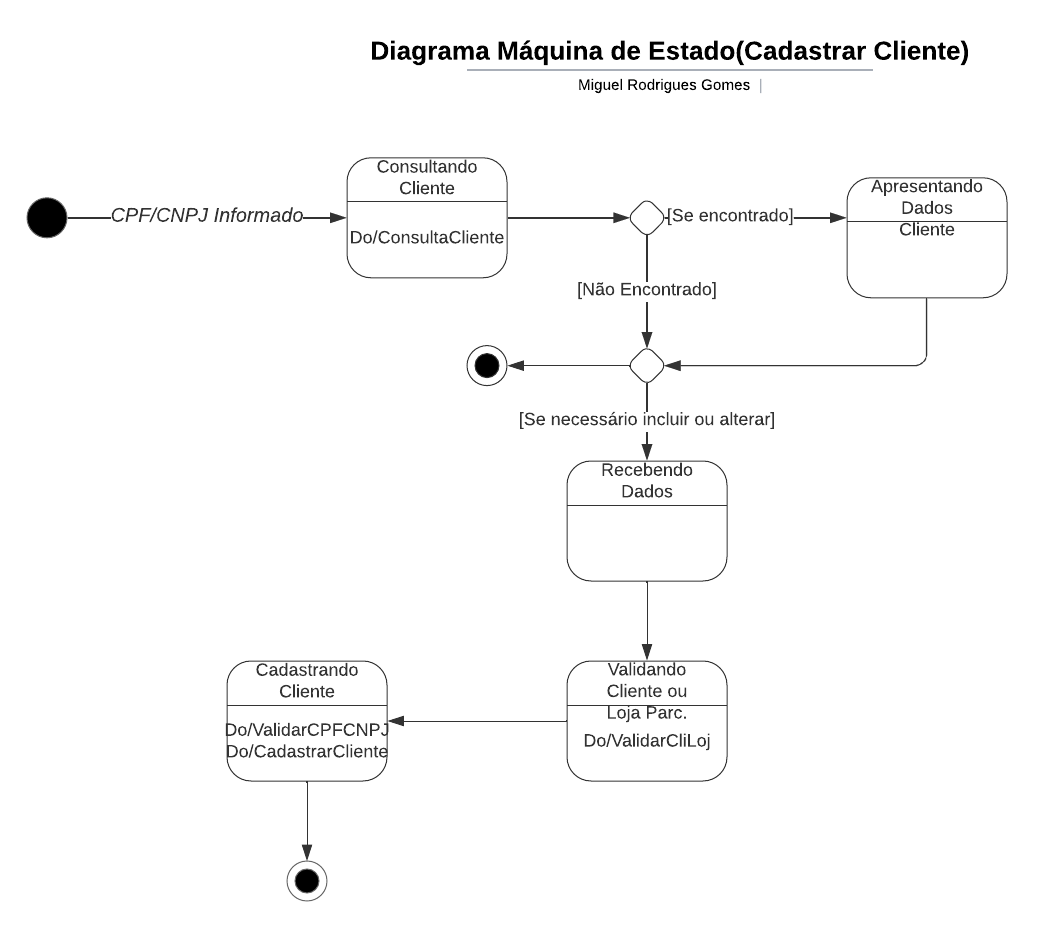 Diagrama Máquina de Estado(Cadastrar Cliente)
Miguel Rodrigues Gomes |
CPF/CNPJ Informado
Consultando
Cliente
Do/ConsultaCliente
[Se encontrado]
Apresentando
Dados
Cliente
[Não Encontrado]
[Se necessário incluir ou alterar]
Recebendo
Dados
Validando
Cliente ou
Loja Parc.
Do/ValidarCliLoj
Cadastrando
Cliente
Do/ValidarCPFCNPJ
Do/CadastrarCliente